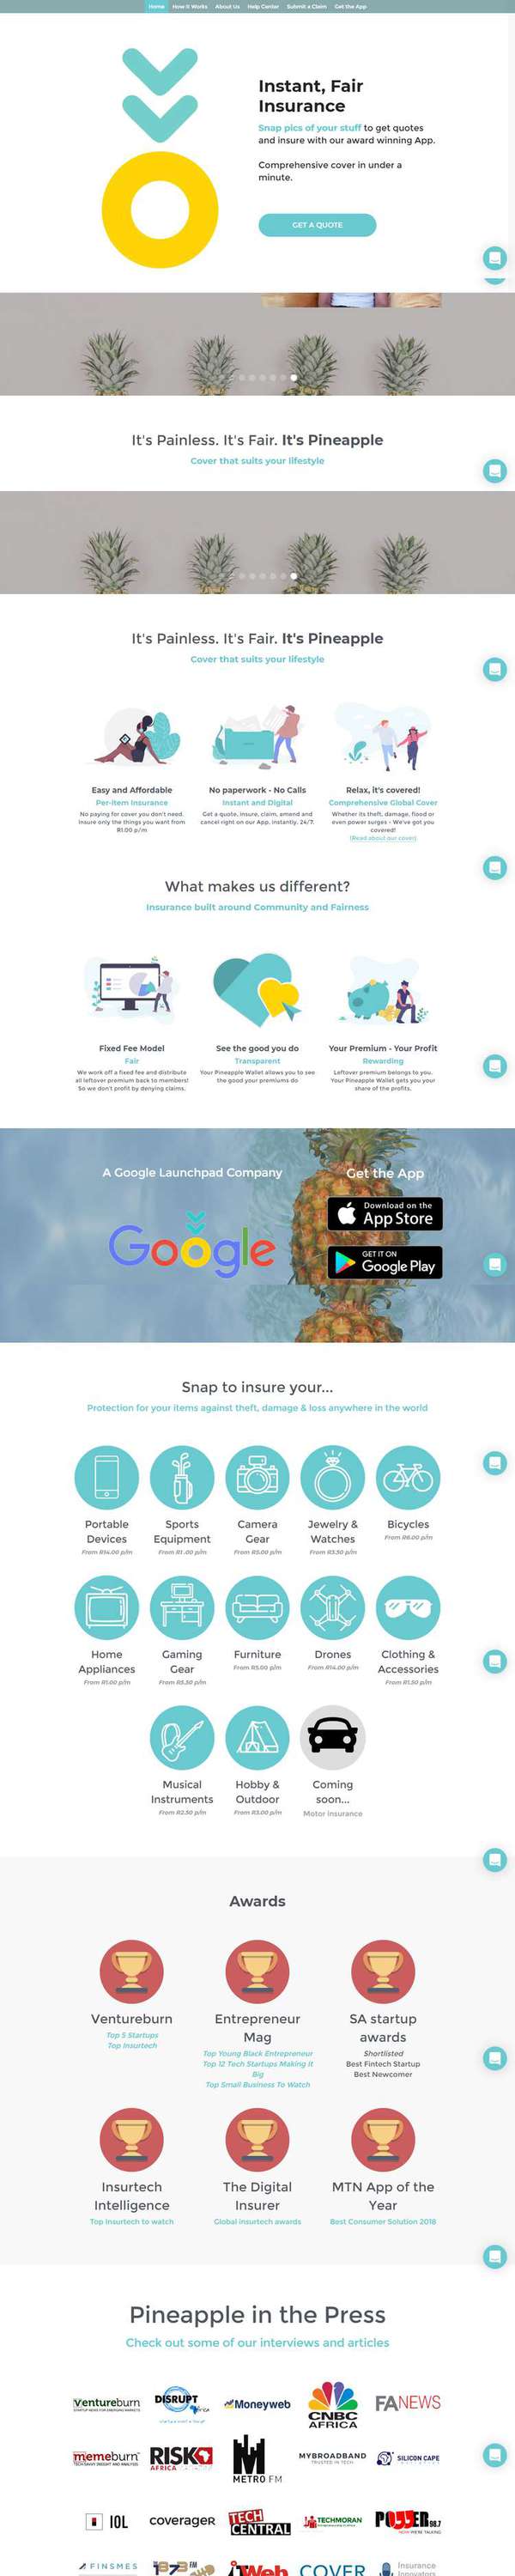 Home How It Works About Us Help Center Submit a Claim Get the App
Instant, Fair
Insurance
Snap pics of your stuff to get quotes
and insure with our award winning App.
Comprehensive cover in under a
minute.
GET A QUOTE
It's Painless. It's Fair. It's Pineapple
Cover that suits your lifestyle
It's Painless. It's Fair. It's Pineapple
Cover that suits your lifestyle
Easy and Affordable
Per-item Insurance
No paying for cover you don't need.
Insure only the things you want from
R1.00 p/m
No paperwork - No Calls
Instant and Digital
Get a quote, insure, claim, amend and
cancel right on our App. Instantly. 24/7.
Relax, it's covered!
Comprehensive Global Cover
Whether its theft, damage, flood or
even power surges - We've got you
covered!
(Read about our cover)
What makes us different?
Insurance built around Community and Fairness
Fixed Fee Model
Fair
We work off a fixed fee and distribute
all leftover premium back to members!
So we don't profit by denying claims.
See the good you do
Transparent
Your Pineapple Wallet allows you to see
the good your premiums do
Your Premium - Your Profit
Rewarding
Leftover premium belongs to you.
Your Pineapple Wallet gets you your
share of the profits.
A Google Launchpad Company
Google
Get the App
Download on the
App Store
GET IT ON
Google Play
Snap to insure your...
Protection for your items against theft, damage & loss anywhere in the world
Portable
Devices
From R14.00 p/m
Sports
Equipment
From R1.00 p/m
Camera
Gear
From R5.00 p/m
Jewelry &
Watches
From R3.50 p/m
Bicycles
From R6.00 p/m
Home
Appliances
From R1.00 p/m
Gaming
Gear
From R3.50 p/m
Furniture
From R5.00 p/m
Drones
From R14.00 p/m
Clothing &
Accessories
From R1.50 p/m
Musical
Instruments
From R2.50 p/m
Hobby &
Outdoor
From R3.00 p/m
Coming
soon...
Motor insurance
Awards
Ventureburn
Top 5 Startups
Top Insurtech
Entrepreneur
Mag
Top Young Black Entrepreneur
Top 12 Tech Startups Making It
Big
Top Small Business To Watch
SA startup
awards
Shortlisted
Best Fintech Startup
Best Newcomer
Insurtech
Intelligence
Top Insurtech to watch
The Digital
Insurer
Global insurtech awards
MTN App of the
Year
Best Consumer Solution 2018
Pineapple in the Press
Check out some of our interviews and articles
Ventureburn
DISRUPT
Africa
Moneyweb
CNBC
AFRICA
FANEWS
memeburn
RISK
AFRICA
METRO FM
MYBROADBAND
TRUSTED IN TECH
SILICON CAPE
IOL
coverager
TECH
CENTRAL
TECHMORAN
POWER 98.7
FINSMES
FM
ITWeb
COVER
Insurance
Innovators